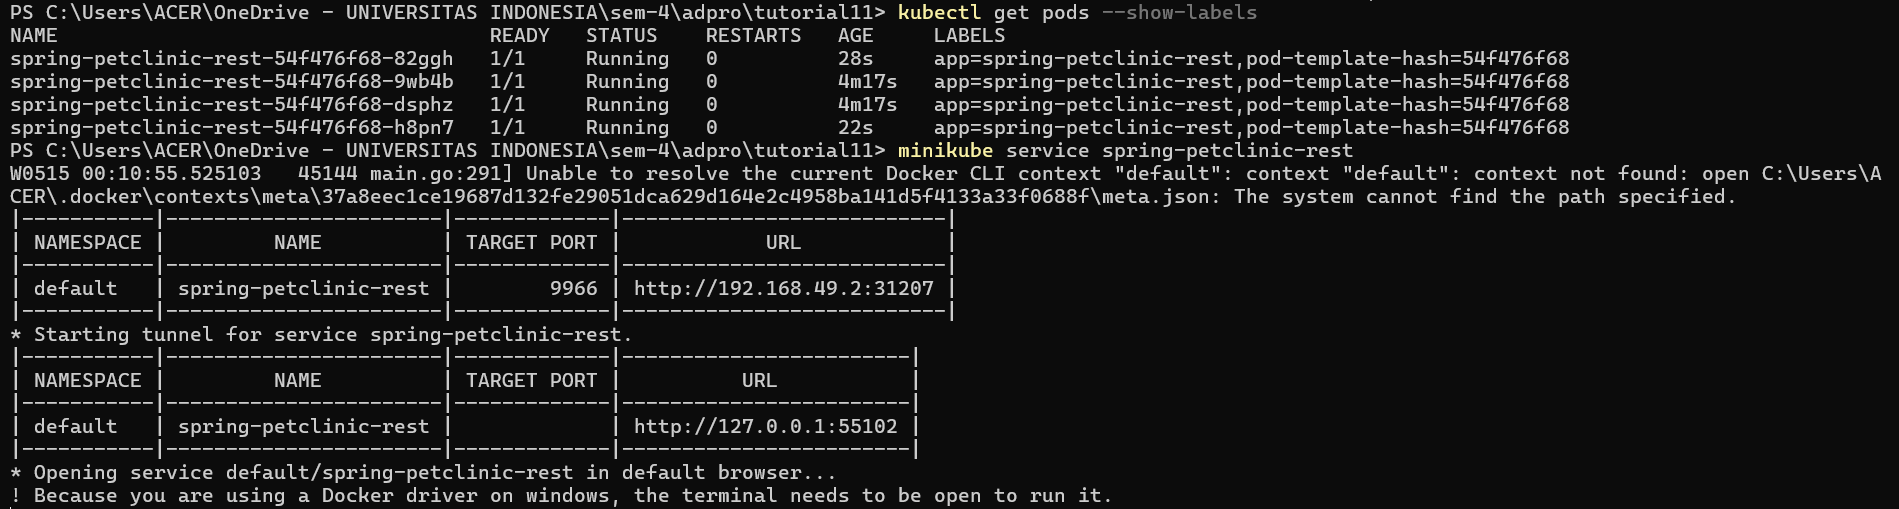 PS C:\Users\ACER\OneDrive - UNIVERSITAS INDONESIA\sem-4\adpro\tutorial11> kubectl get pods --show-labels
NAME                                    READY   STATUS    RESTARTS   AGE     LABELS
spring-petclinic-rest-54f476f68-82ggh   1/1     Running   0          28s     app=spring-petclinic-rest,pod-template-hash=54f476f68
spring-petclinic-rest-54f476f68-9wb4b   1/1     Running   0          4m17s   app=spring-petclinic-rest,pod-template-hash=54f476f68
spring-petclinic-rest-54f476f68-dsphz   1/1     Running   0          4m17s   app=spring-petclinic-rest,pod-template-hash=54f476f68
spring-petclinic-rest-54f476f68-h8pn7   1/1     Running   0          22s     app=spring-petclinic-rest,pod-template-hash=54f476f68
PS C:\Users\ACER\OneDrive - UNIVERSITAS INDONESIA\sem-4\adpro\tutorial11> minikube service spring-petclinic-rest
W0515 00:10:55.525103   45144 main.go:291] Unable to resolve the current Docker CLI context "default": context "default": context not found: open C:\Users\A
CER\.docker\contexts\meta\37a8eec1ce19687d132fe29051dca629d164e2c4958ba141d5f4133a33f0688f\meta.json: The system cannot find the path specified.
|-----------|-----------------------|-------------|---------------------------|
| NAMESPACE |         NAME          | TARGET PORT |            URL            |
|-----------|-----------------------|-------------|---------------------------|
| default   | spring-petclinic-rest |        9966 | http://192.168.49.2:31207 |
|-----------|-----------------------|-------------|---------------------------|
* Starting tunnel for service spring-petclinic-rest.
|-----------|-----------------------|-------------|------------------------|
| NAMESPACE |         NAME          | TARGET PORT |          URL           |
|-----------|-----------------------|-------------|------------------------|
| default   | spring-petclinic-rest |             | http://127.0.0.1:55102 |
|-----------|-----------------------|-------------|------------------------|
* Opening service default/spring-petclinic-rest in default browser...
! Because you are using a Docker driver on windows, the terminal needs to be open to run it.